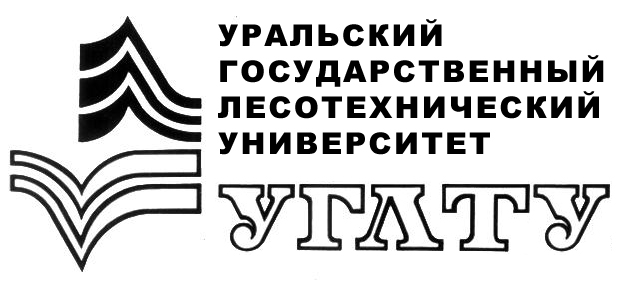 УРАЛЬСКИЙ
ГОСУДАРСТВЕННЫЙ
ЛЕСОТЕХНИЧЕСКИЙ
УНИВЕРСИТЕТ
УГЛТУ